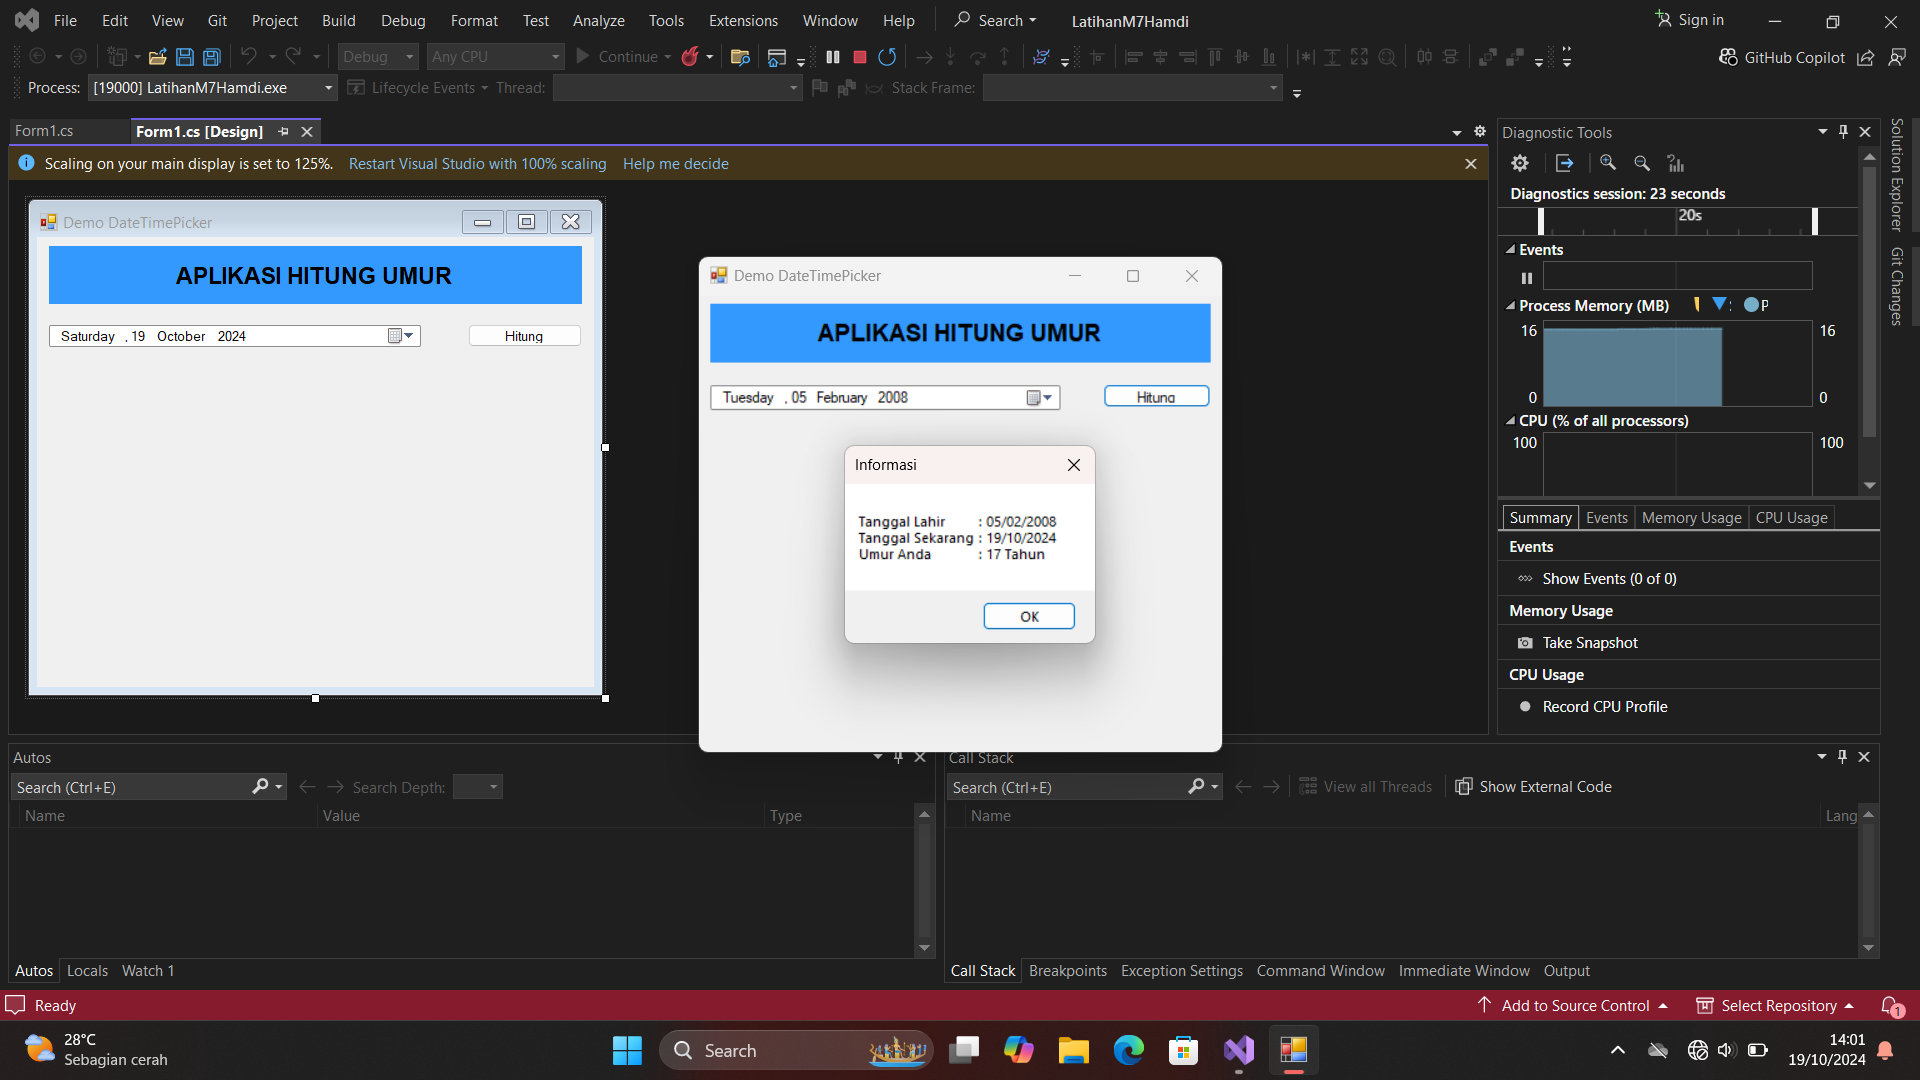 File Edit View Git Project Build Debug Format Test Analyze Tools Extensions Window Help Search LatihanM7Hamdi Sign in
Debug Any CPU Continue GitHub Copilot
Process: [19000] LatihanM7Hamdi.exe Lifecycle Events Thread: Stack Frame:
Form1.cs Form1.cs [Design]
Scaling on your main display is set to 125%. Restart Visual Studio with 100% scaling Help me decide
Demo DateTimePicker
APLIKASI HITUNG UMUR
Saturday , 19 October 2024 Hitung
Demo DateTimePicker
APLIKASI HITUNG UMUR
Tuesday , 05 February 2008 Hitung
Informasi
Tanggal Lahir : 05/02/2008
Tanggal Sekarang : 19/10/2024
Umur Anda : 17 Tahun
OK
Diagnostic Tools
Diagnostics session: 23 seconds
20s
Events
Process Memory (MB) P
16 16
0 0
CPU (% of all processors)
100 100
Summary Events Memory Usage CPU Usage
Events
Show Events (0 of 0)
Memory Usage
Take Snapshot
CPU Usage
Record CPU Profile
Solution Explorer
Git Changes
Autos
Search (Ctrl+E) Search Depth:
Name Value Type
Autos Locals Watch 1
Call Stack
Search (Ctrl+E) View all Threads Show External Code
Name Lang
Call Stack Breakpoints Exception Settings Command Window Immediate Window Output
Ready Add to Source Control Select Repository 1
28°C
Sebagian cerah
Search
14:01
19/10/2024